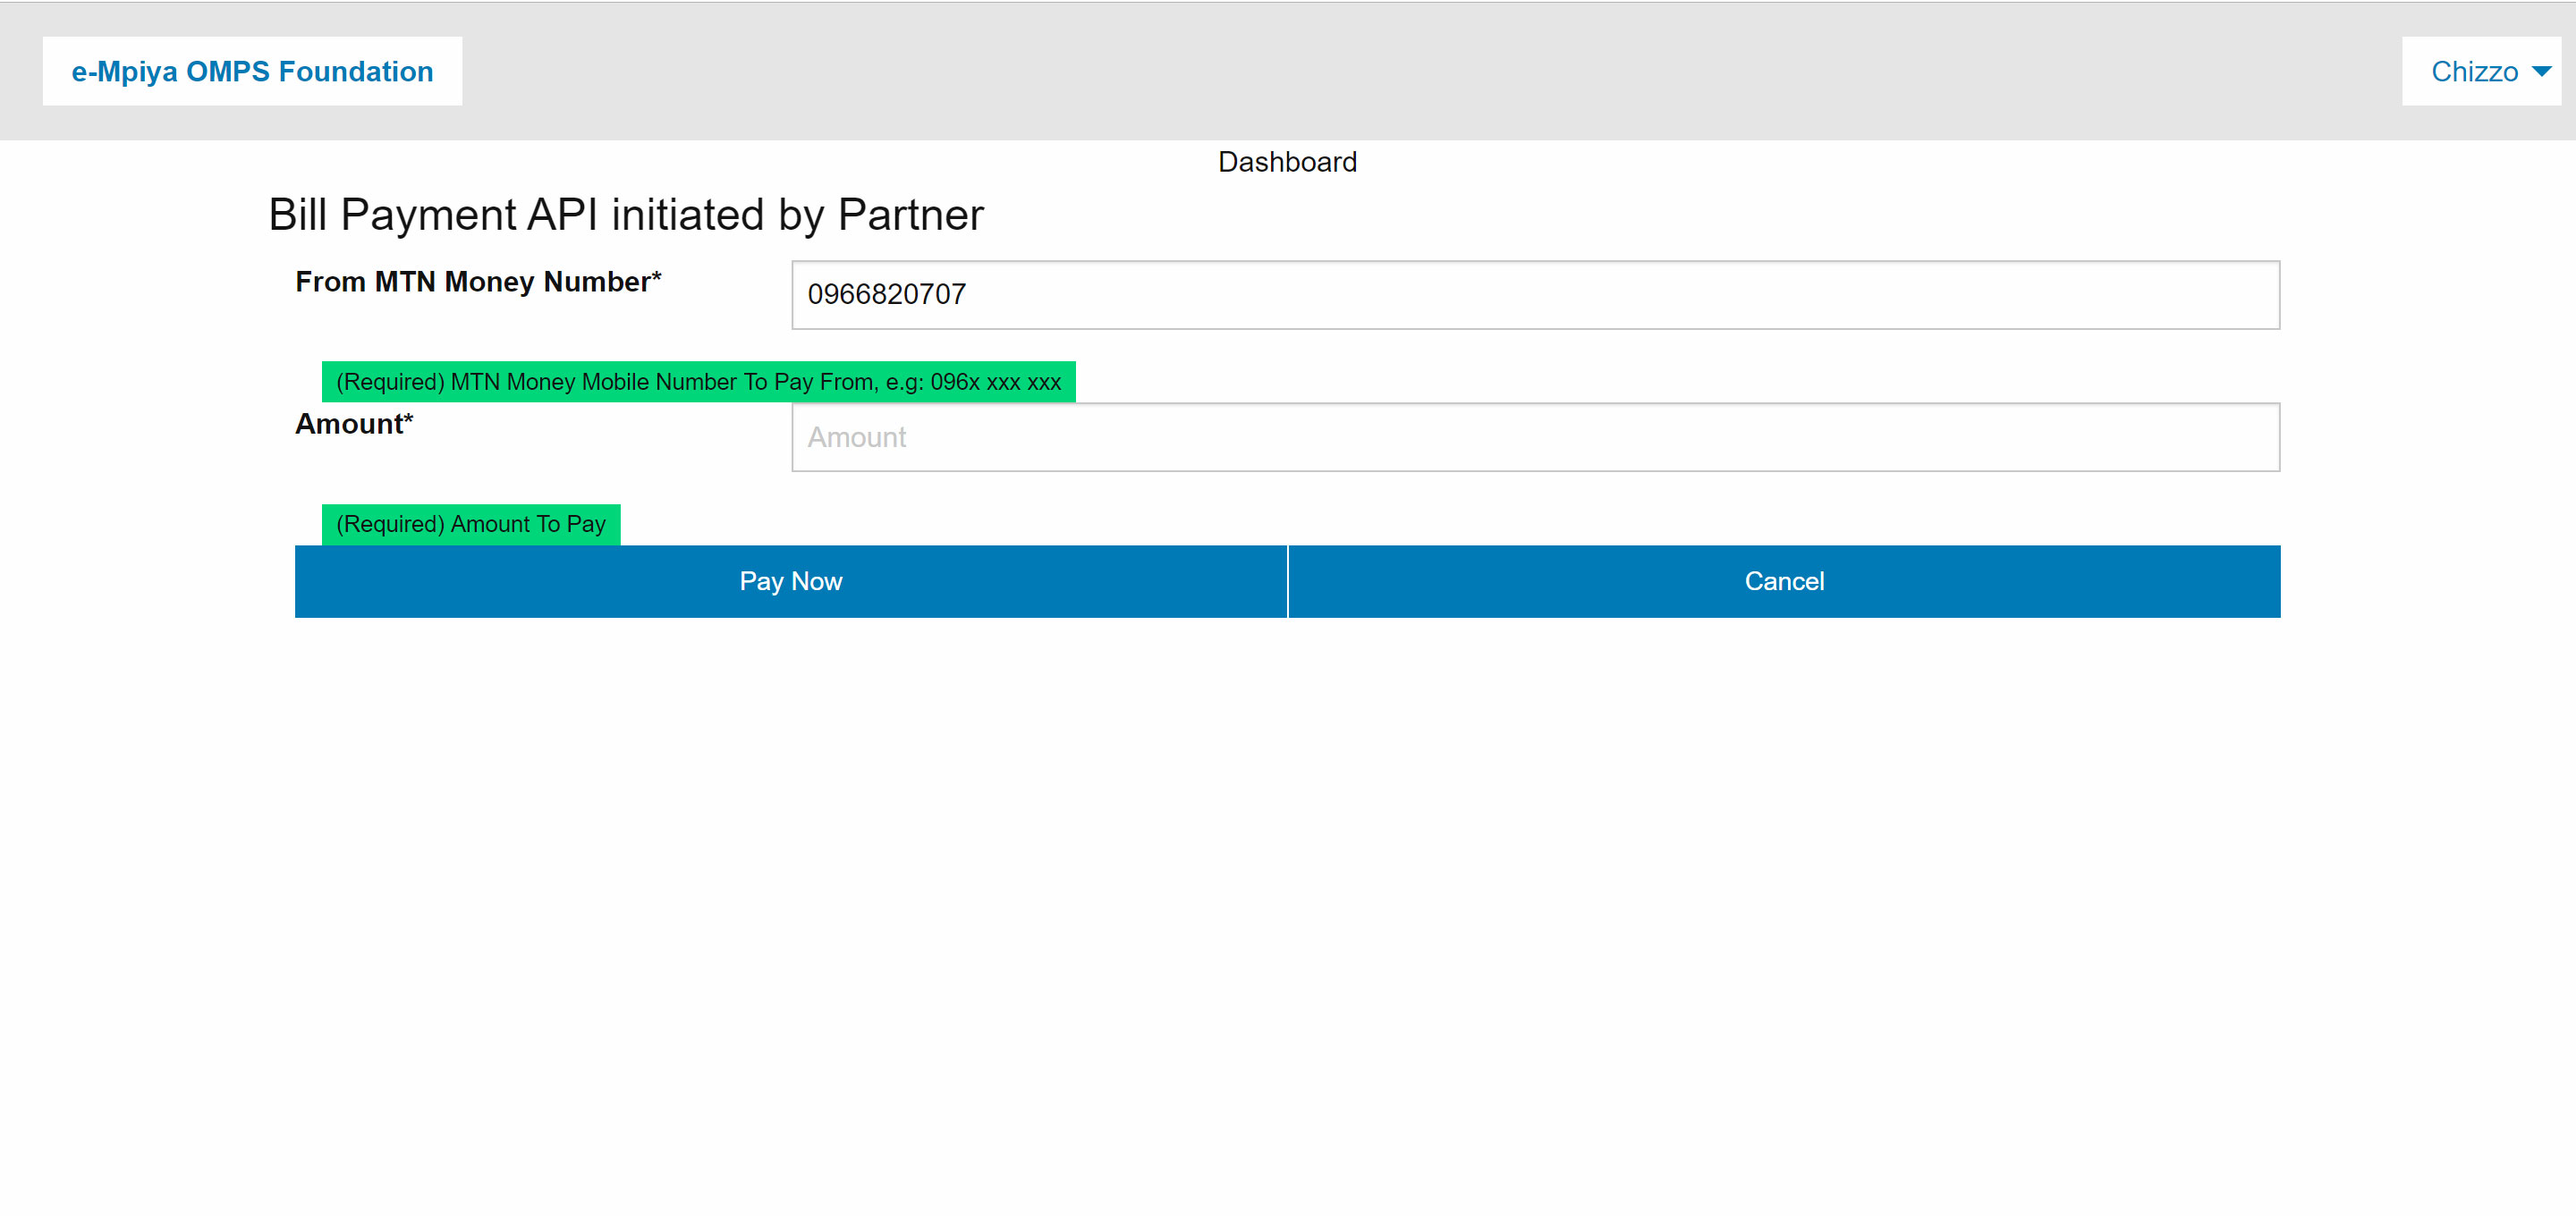 e-Mpiya OMPS Foundation
Chizzo
Dashboard
Bill Payment API initiated by Partner
From MTN Money Number*
0966820707
(Required) MTN Money Mobile Number To Pay From, e.g: 096x xxx xxx
Amount*
Amount
(Required) Amount To Pay
Pay Now
Cancel